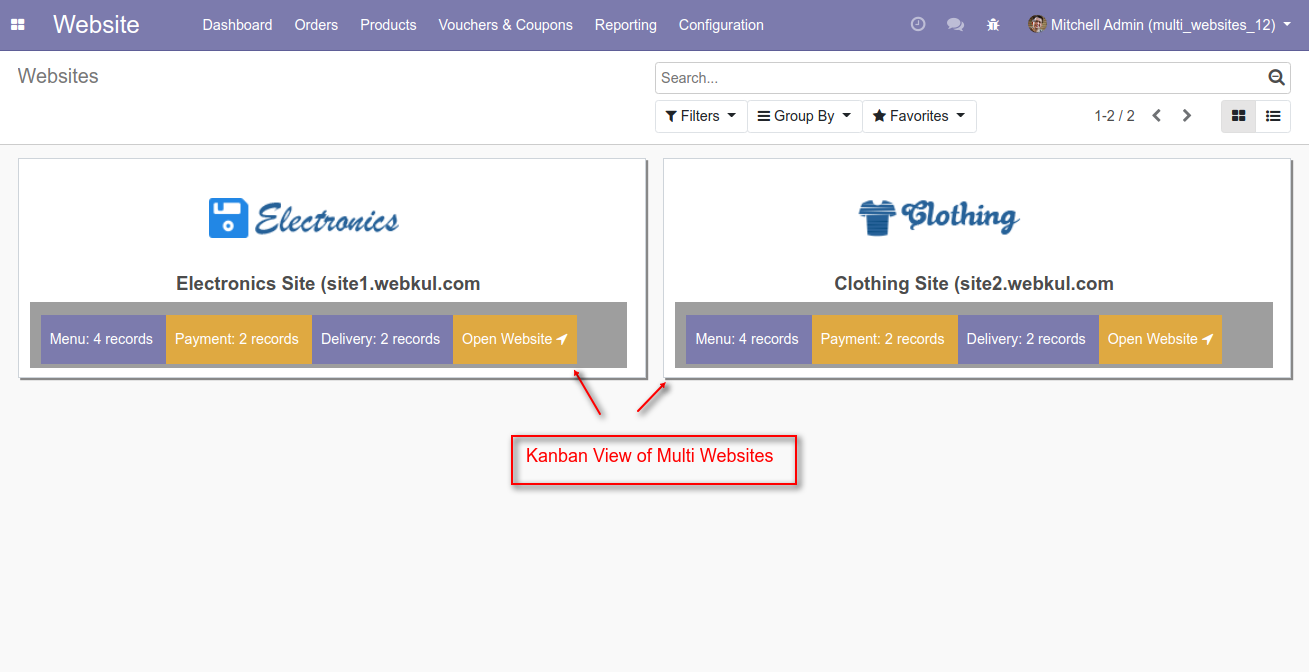 Website Dashboard Orders Products Vouchers & Coupons Reporting Configuration Mitchell Admin (multi_websites_12)
Websites
Search...
Filters Group By Favorites 1-2 / 2
Electronics
Electronics Site (site1.webkul.com
Menu: 4 records Payment: 2 records Delivery: 2 records Open Website
Clothing
Clothing Site (site2.webkul.com
Menu: 4 records Payment: 2 records Delivery: 2 records Open Website
Kanban View of Multi Websites